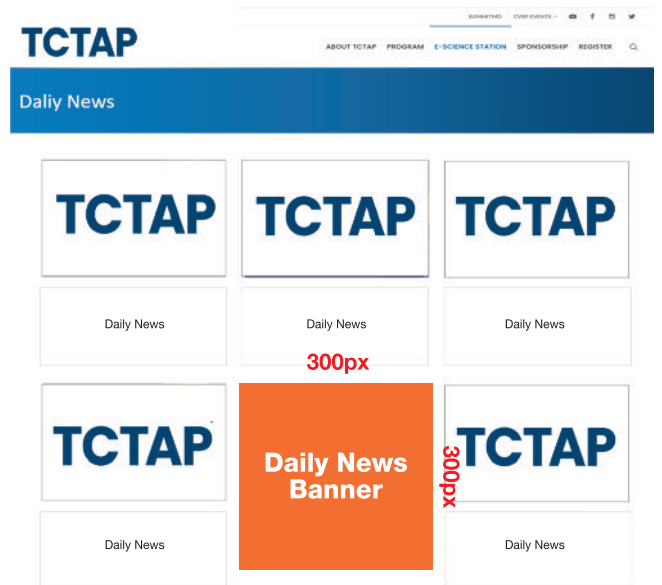 SUMMITMD CVRF EVENTS
TCTAP
ABOUT TCTAP PROGRAM E-SCIENCE STATION SPONSORSHIP REGISTER
Daliy News
TCTAP TCTAP TCTAP
Daily News Daily News Daily News
300px
TCTAP
Daily News
Banner
300px
TCTAP
Daily News Daily News